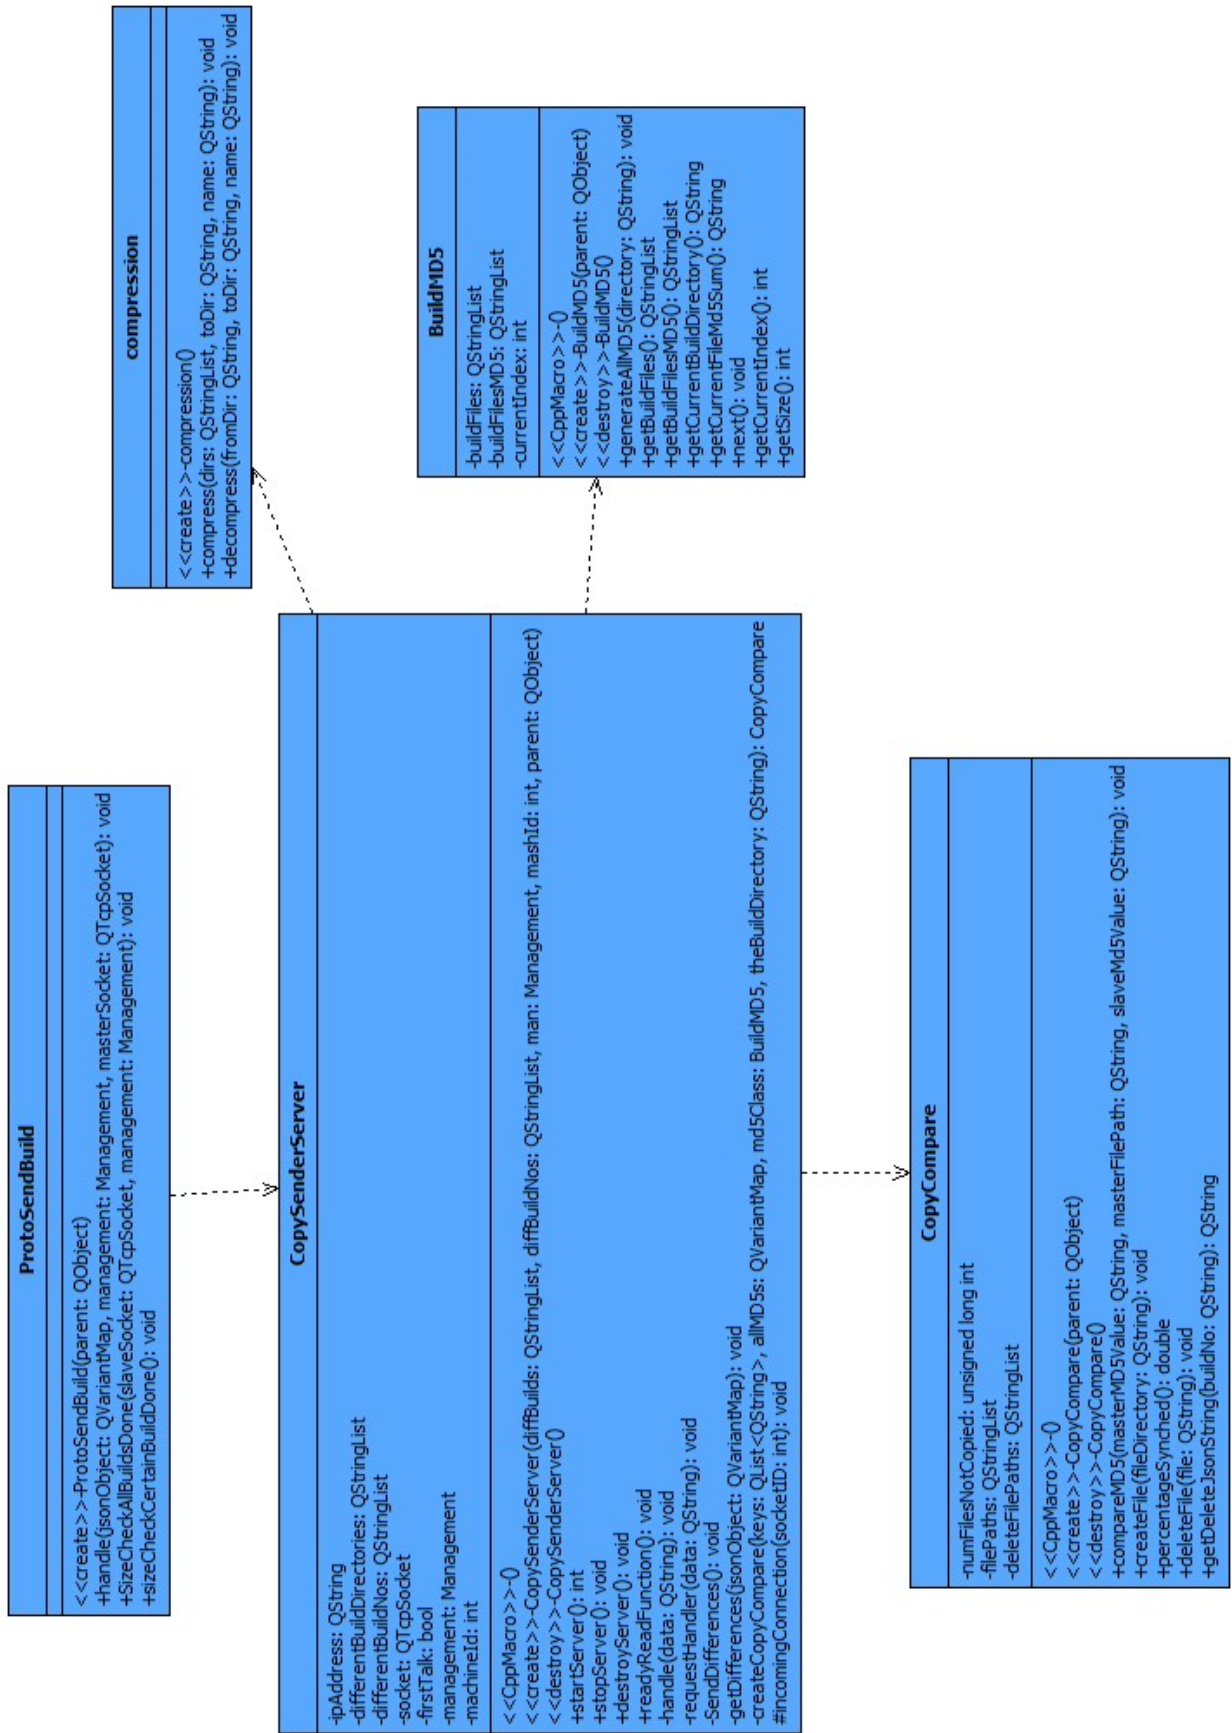 ProtoSendBuild
<<create>>-ProtoSendBuild(parent: QObject)
+handle(jsonObject: QVariantMap, management: Management, masterSocket: QTcpSocket): void
+SizeCheckAllBuildsDone(slaveSocket: QTcpSocket, management: Management): void
+sizeCheckCertainBuildDone(): void
compression
<<create>>-compression()
+compress(dirs: QStringList, toDir: QString, name: QString): void
+decompress(fromDir: QString, toDir: QString, name: QString): void
CopySenderServer
-ipAddress: QString
-differentBuildDirectories: QStringList
-differentBuildNos: QStringList
-socket: QTcpSocket
-firstTalk: bool
-management: Management
-machineId: int
<<CppMacro>>-()
<<create>>-CopySenderServer(diffBuilds: QStringList, diffBuildNos: QStringList, man: Management, mashId: int, parent: QObject)
<<destroy>>-CopySenderServer()
+startServer(): int
+stopServer(): void
+destroyServer(): void
+readyReadFunction(): void
-handle(data: QString): void
-requestHandler(data: QString): void
-SendDifferences(): void
-getDifferences(jsonObject: QVariantMap): void
-createCopyCompare(keys: QList<QString>, allMD5s: QVariantMap, md5Class: BuildMD5, theBuildDirectory: QString): CopyCompare
#incomingConnection(socketID: int): void
BuildMD5
-buildFiles: QStringList
-buildFilesMD5: QStringList
-currentIndex: int
<<CppMacro>>-()
<<create>>-BuildMD5(parent: QObject)
<<destroy>>-BuildMD5()
+generateAllMD5(directory: QString): void
+getBuildFiles(): QStringList
+getBuildFilesMD5(): QStringList
+getCurrentBuildDirectory(): QString
+getCurrentFileMd5Sum(): QString
+next(): void
+getCurrentIndex(): int
+getSize(): int
CopyCompare
-numFilesNotCopied: unsigned long int
-filePaths: QStringList
-deleteFilePaths: QStringList
<<CppMacro>>-()
<<create>>-CopyCompare(parent: QObject)
<<destroy>>-CopyCompare()
+compareMD5(masterMD5Value: QString, masterFilePath: QString, slaveMd5Value: QString): void
+createFile(fileDirectory: QString): void
+percentageSynched(): double
+deleteFile(file: QString): void
+getDeleteJsonString(buildNo: QString): QString